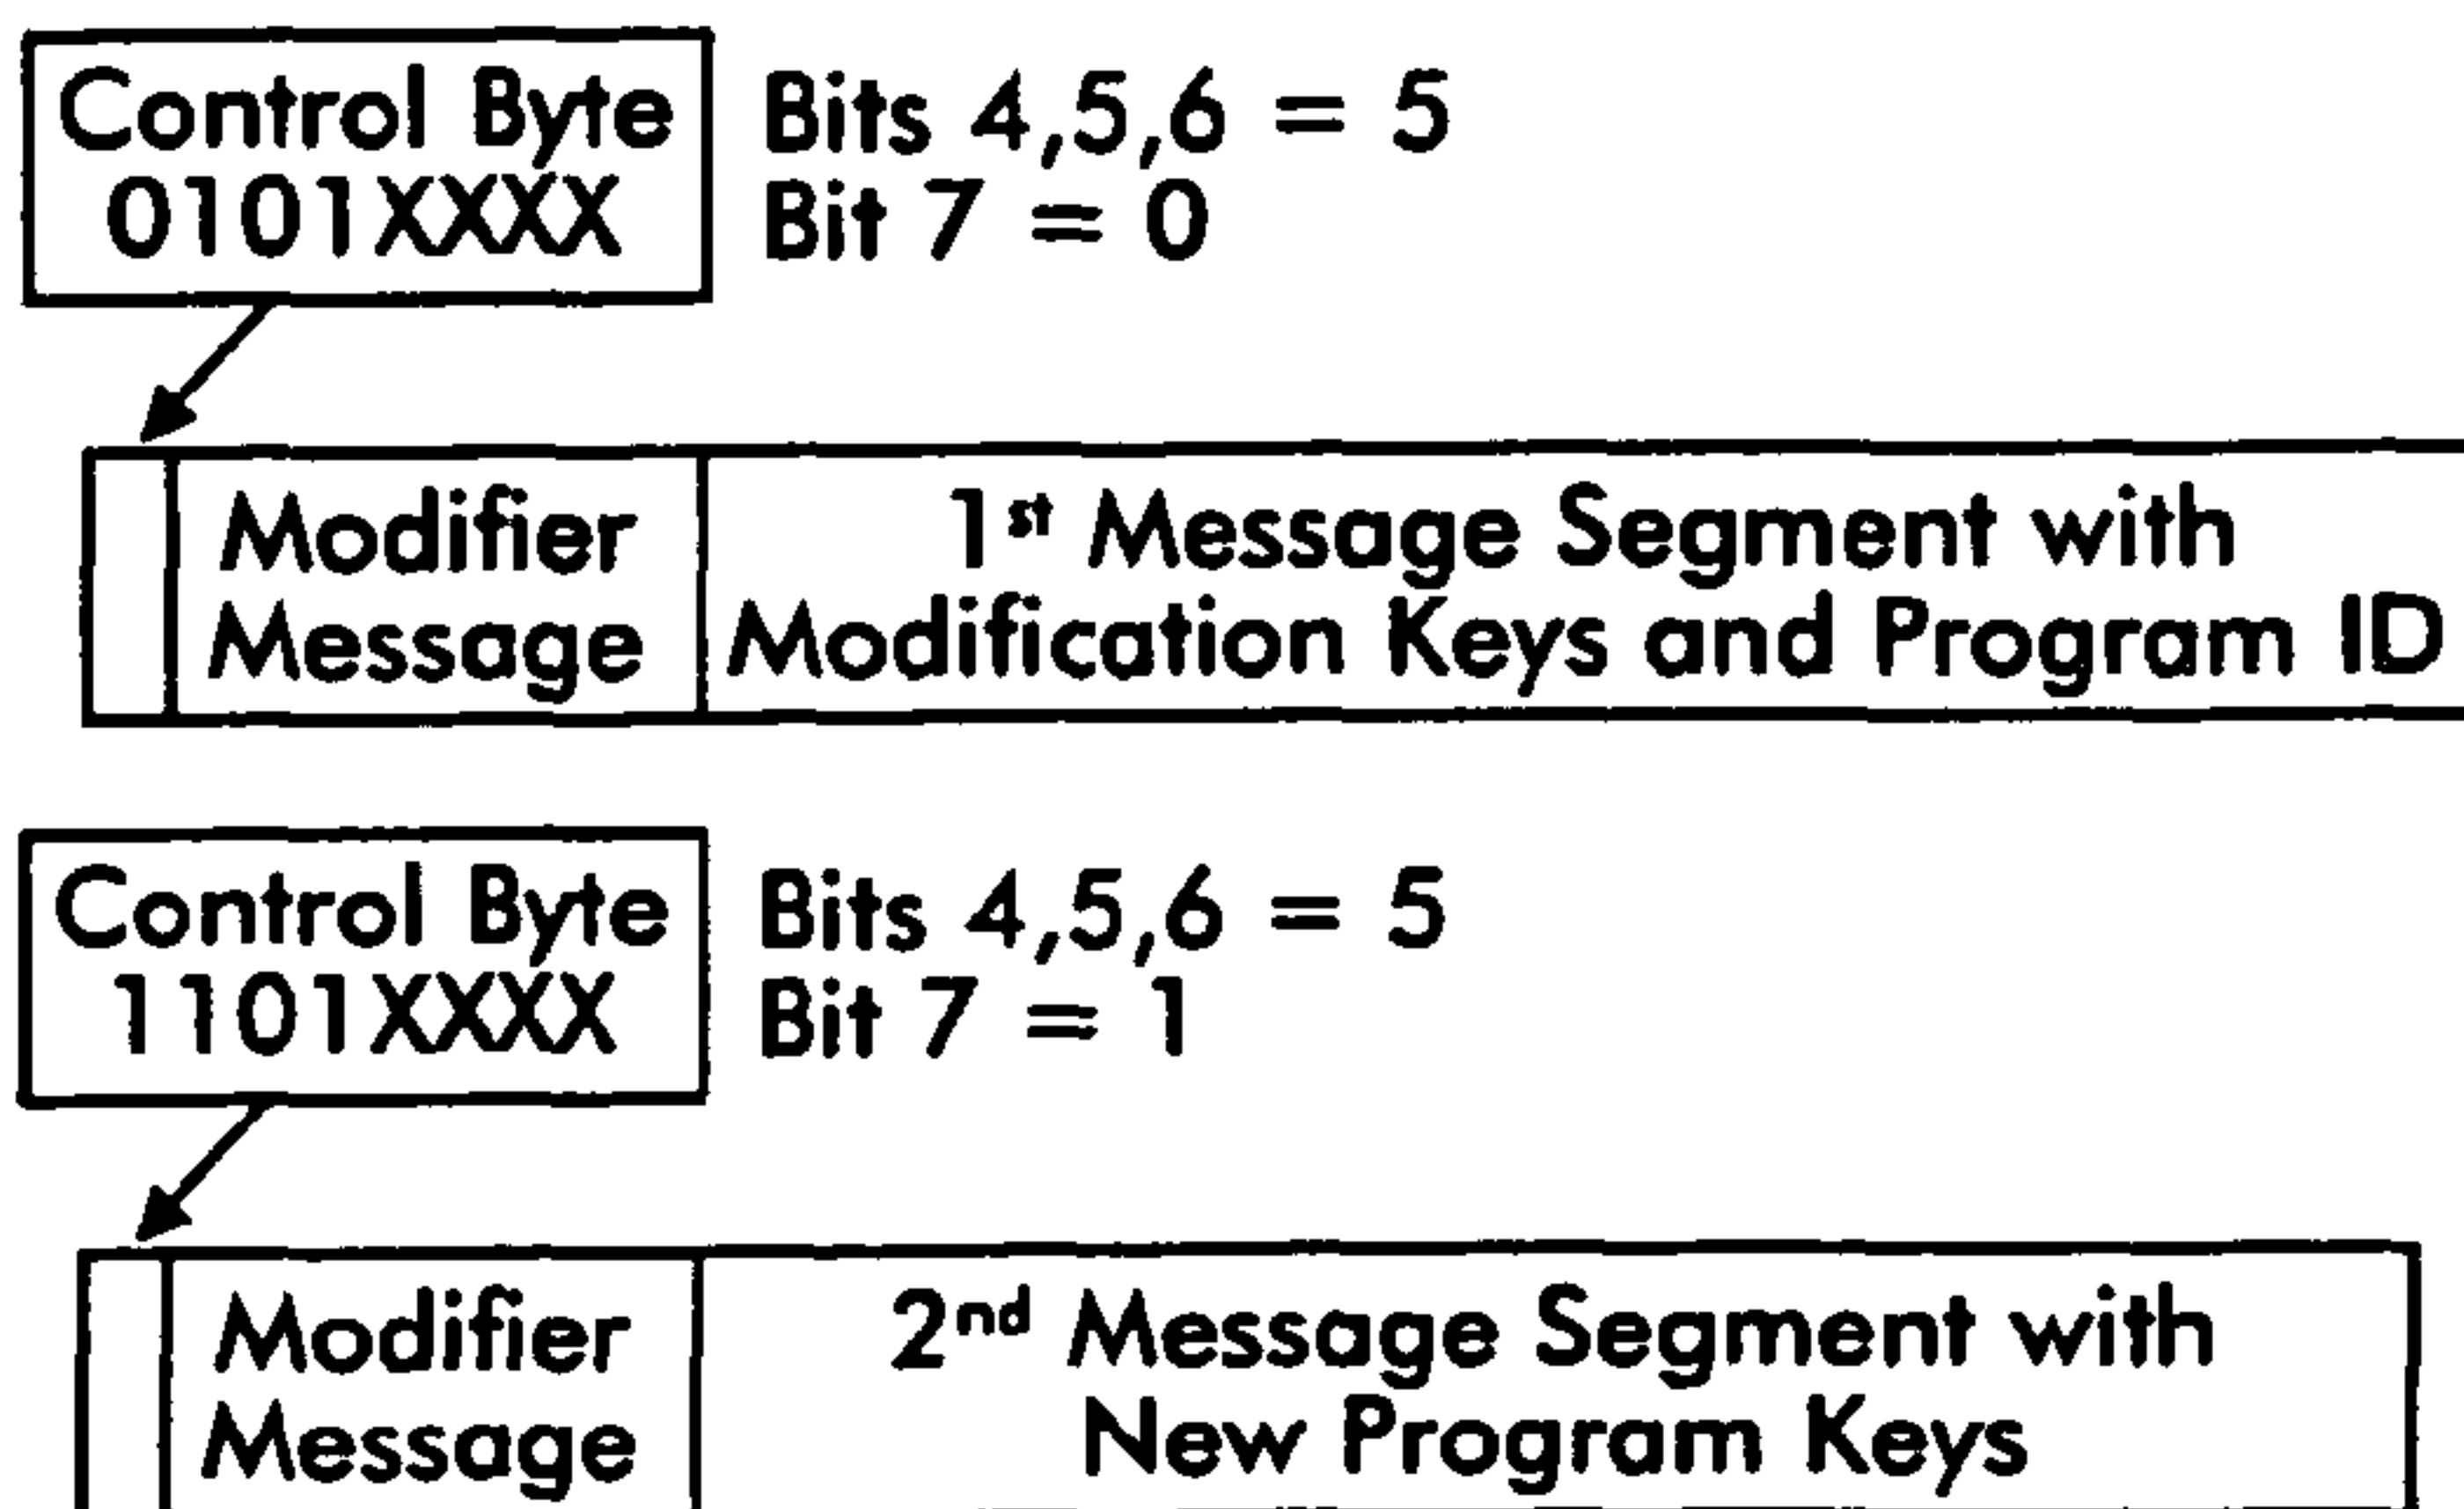 Control Byte
0101XXXX
Bits 4,5,6 = 5
Bit 7 = 0
Modifier
Message
1st Message Segment with
Modification Keys and Program ID
Control Byte
1101XXXX
Bits 4,5,6 = 5
Bit 7 = 1
Modifier
Message
2nd Message Segment with
New Program Keys